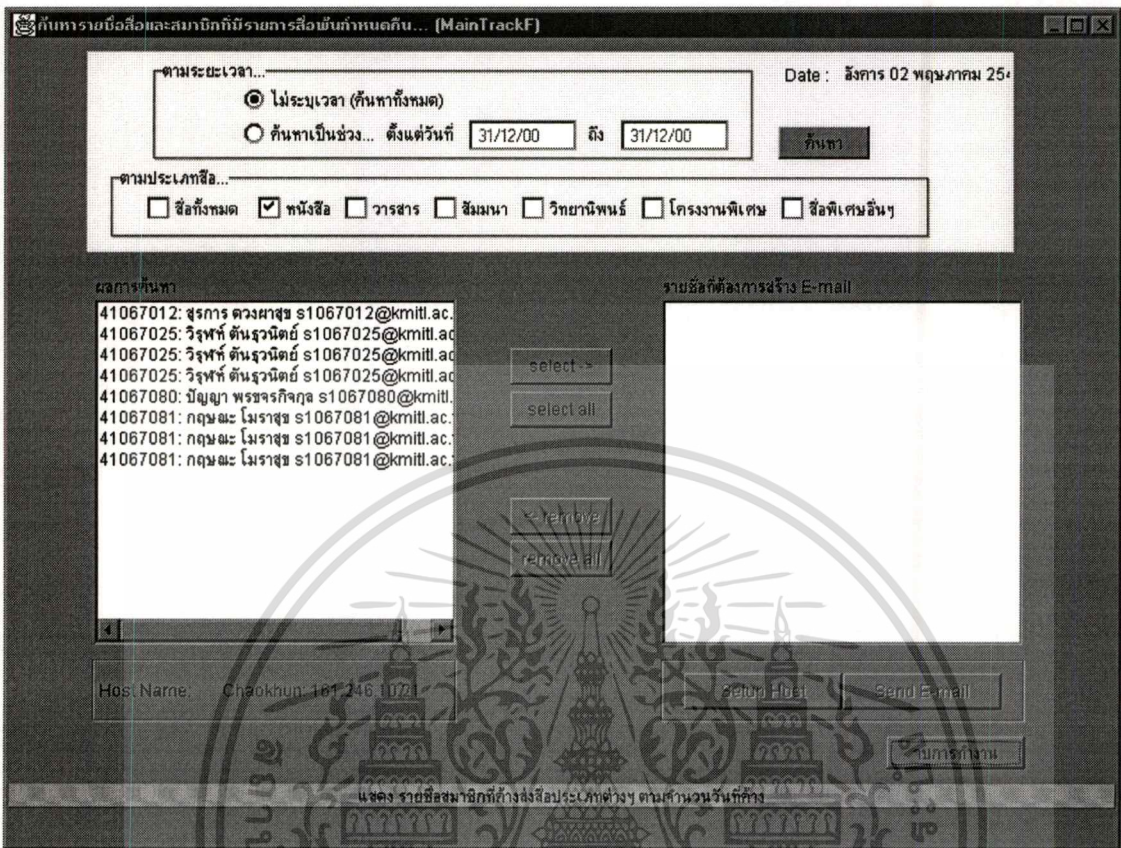 ค้นหารายชื่อสื่อและสมาชิกที่มีรายการสื่อพ้นกำหนดคืน... (MainTrackF)
ตามระยะเวลา...
Date : อังคาร 02 พฤษภาคม 254
ไม่ระบุเวลา (ค้นหาทั้งหมด)
ค้นหาเป็นช่วง... ตั้งแต่วันที่ 31/12/00 ถึง 31/12/00
ค้นหา
ตามประเภทสื่อ...
สื่อทั้งหมด หนังสือ วารสาร สัมมนา วิทยานิพนธ์ โครงงานพิเศษ สื่อพิเศษอื่นๆ
ผลการค้นหา
รายชื่อที่ต้องการสร้าง E-mail
41067012: สุรการ ดวงผาสุข s1067012@kmitl.ac.
41067025: วิรุฬห์ ตันธุวนิตย์ s1067025@kmitl.ac
41067025: วิรุฬห์ ตันธุวนิตย์ s1067025@kmitl.ac
41067025: วิรุฬห์ ตันธุวนิตย์ s1067025@kmitl.ac
41067080: ปัญญา พรขจรกิจกุล s1067080@kmitl.
41067081: กฤษณะ โมราสุข s1067081@kmitl.ac.
41067081: กฤษณะ โมราสุข s1067081@kmitl.ac.
41067081: กฤษณะ โมราสุข s1067081@kmitl.ac.
select ->
select all
<- remove
remove all
Host Name: Chaokhun: 161.246.10.21
Setup Host
Send E-mail
จบการทำงาน
แสดง รายชื่อสมาชิกที่ค้างส่งสื่อประเภทต่างๆ ตามจำนวนวันที่ค้าง